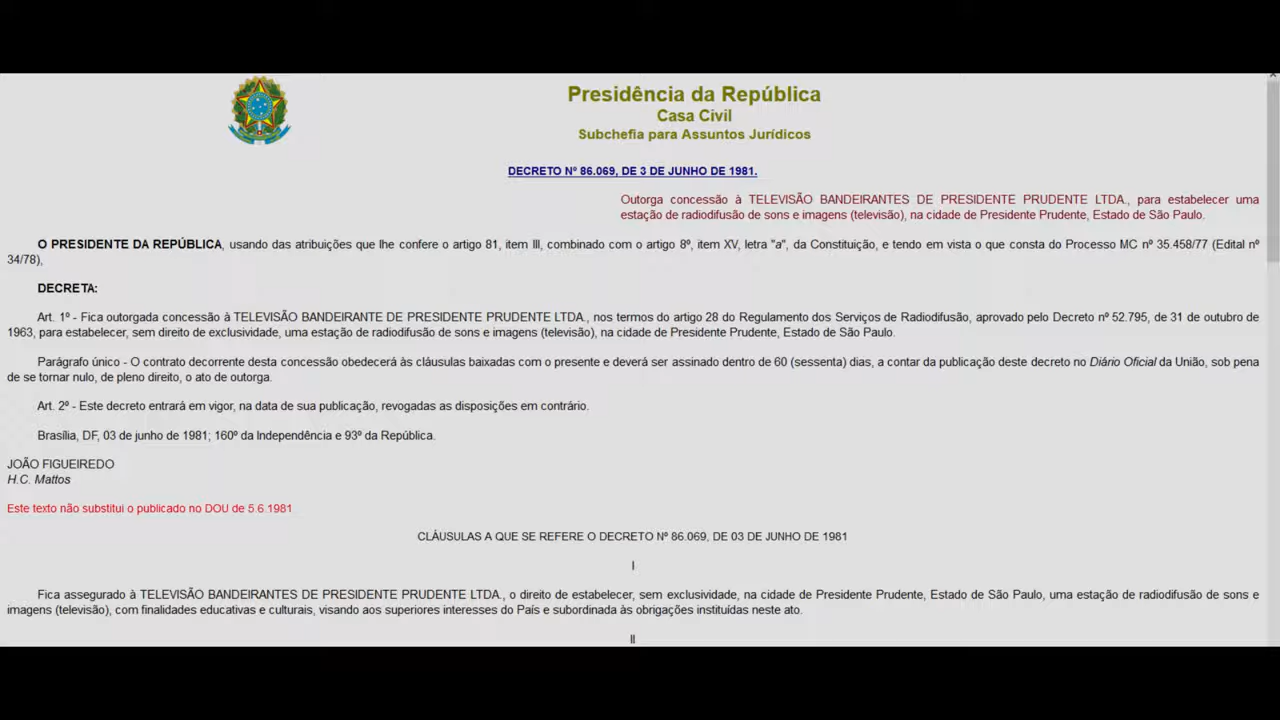 Presidência da República
Casa Civil
Subchefia para Assuntos Jurídicos
DECRETO Nº 86.069, DE 3 DE JUNHO DE 1981.
Outorga concessão à TELEVISÃO BANDEIRANTES DE PRESIDENTE PRUDENTE LTDA., para estabelecer uma
estação de radiodifusão de sons e imagens (televisão), na cidade de Presidente Prudente, Estado de São Paulo.
O PRESIDENTE DA REPÚBLICA, usando das atribuições que lhe confere o artigo 81, item III, combinado com o artigo 8º, item XV, letra "a", da Constituição, e tendo em vista o que consta do Processo MC nº 35.458/77 (Edital nº
34/78),
DECRETA:
Art. 1º - Fica outorgada concessão à TELEVISÃO BANDEIRANTE DE PRESIDENTE PRUDENTE LTDA., nos termos do artigo 28 do Regulamento dos Serviços de Radiodifusão, aprovado pelo Decreto nº 52.795, de 31 de outubro de
1963, para estabelecer, sem direito de exclusividade, uma estação de radiodifusão de sons e imagens (televisão), na cidade de Presidente Prudente, Estado de São Paulo.
Parágrafo único - O contrato decorrente desta concessão obedecerá às cláusulas baixadas com o presente e deverá ser assinado dentro de 60 (sessenta) dias, a contar da publicação deste decreto no Diário Oficial da União, sob pena
de se tornar nulo, de pleno direito, o ato de outorga.
Art. 2º - Este decreto entrará em vigor, na data de sua publicação, revogadas as disposições em contrário.
Brasília, DF, 03 de junho de 1981; 160º da Independência e 93º da República.
JOÃO FIGUEIREDO
H.C. Mattos
Este texto não substitui o publicado no DOU de 5.6.1981
CLÁUSULAS A QUE SE REFERE O DECRETO Nº 86.069, DE 03 DE JUNHO DE 1981
I
Fica assegurado à TELEVISÃO BANDEIRANTES DE PRESIDENTE PRUDENTE LTDA., o direito de estabelecer, sem exclusividade, na cidade de Presidente Prudente, Estado de São Paulo, uma estação de radiodifusão de sons e
imagens (televisão), com finalidades educativas e culturais, visando aos superiores interesses do País e subordinada às obrigações instituídas neste ato.
II